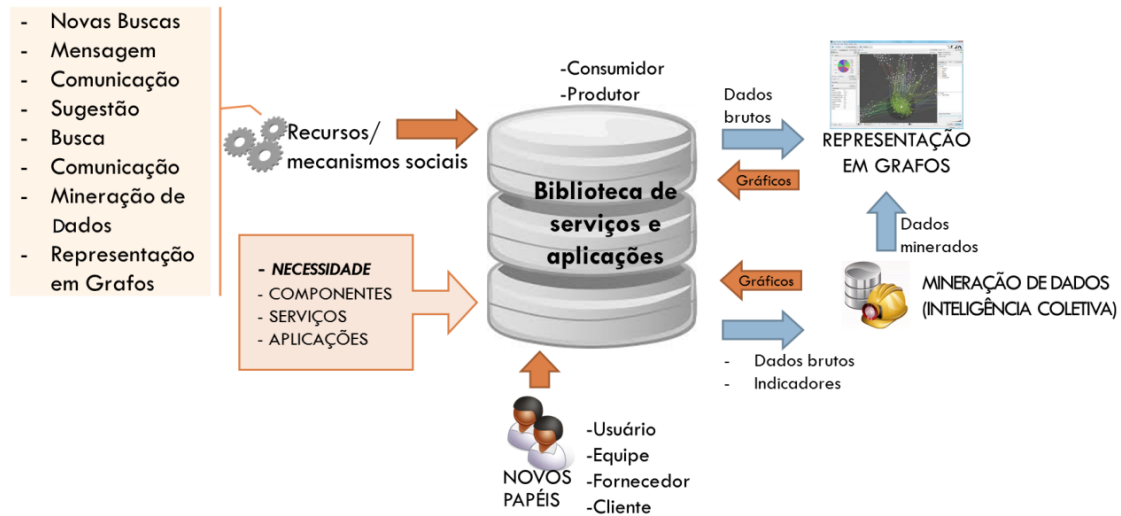 - Novas Buscas
- Mensagem
- Comunicação
- Sugestão
- Busca
- Comunicação
- Mineração de
Dados
- Representação
em Grafos
Recursos/
mecanismos sociais
- NECESSIDADE
- COMPONENTES
- SERVIÇOS
- APLICAÇÕES
-Consumidor
-Produtor
Biblioteca de
serviços e
aplicações
NOVOS
PAPÉIS
-Usuário
-Equipe
-Fornecedor
-Cliente
Dados
brutos
Gráficos
REPRESENTAÇÃO
EM GRAFOS
Dados
minerados
Gráficos
MINERAÇÃO DE DADOS
(INTELIGÊNCIA COLETIVA)
- Dados brutos
- Indicadores